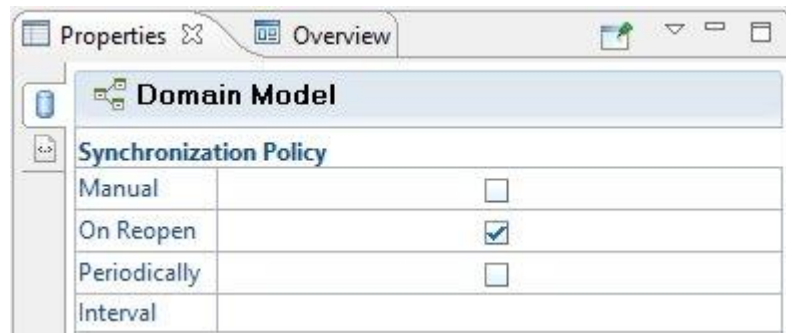 Properties Overview
Domain Model
Synchronization Policy
Manual
On Reopen
Periodically
Interval